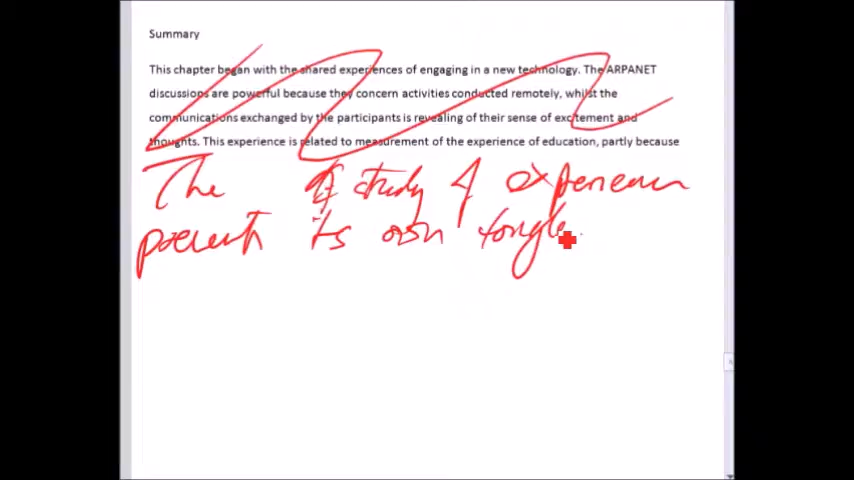 Summary
This chapter began with the shared experiences of engaging in a new technology. The ARPANET
discussions are powerful because they concern activities conducted remotely, whilst the
communications exchanged by the participants is revealing of their sense of excitement and
thoughts. This experience is related to measurement of the experience of education, partly because
The study of experience
presents its own